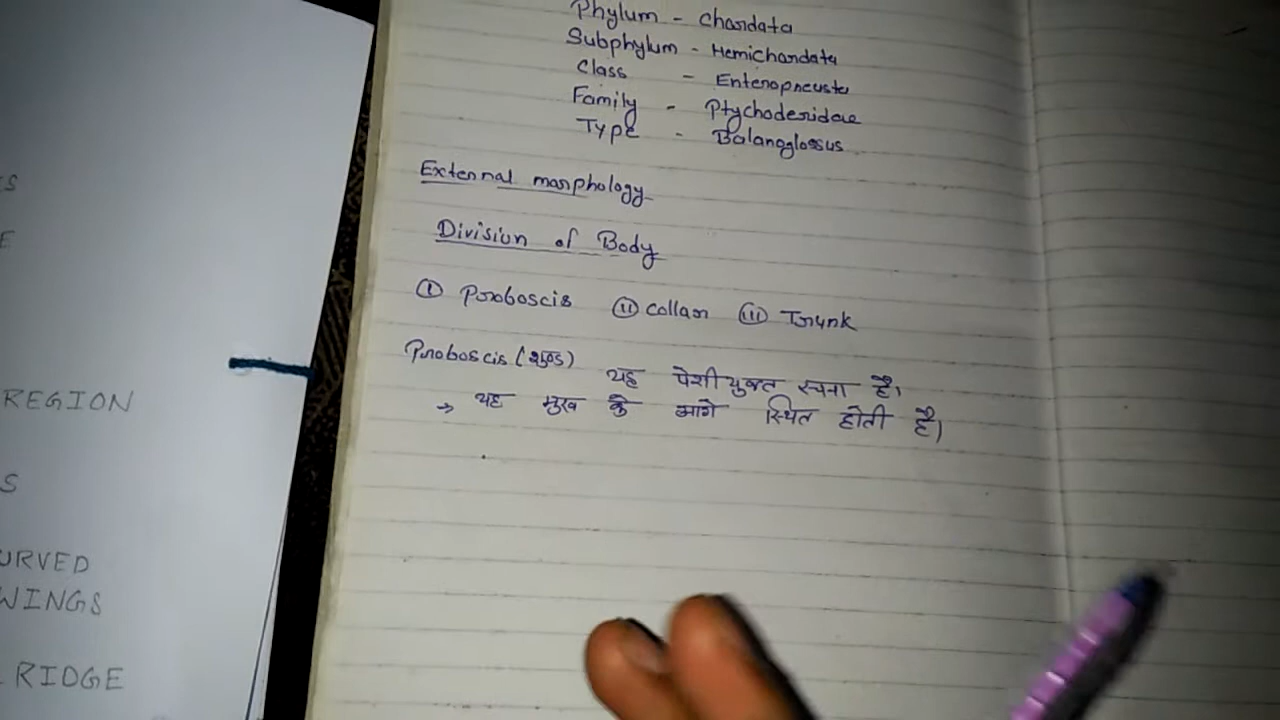 Phylum - Chordata
Subphylum - Hemichordata
Class - Enteropneusta
Family - Ptychoderidae
Type - Balanoglossus
External morphology
Division of Body
(i) Proboscis (ii) Collar (iii) Trunk
Proboscis (शुण्ड) यह पेशीयुक्त रचना है।
→ यह मुख के आगे स्थित होती है।
S
E
REGION
S
URVED
WINGS
RIDGE